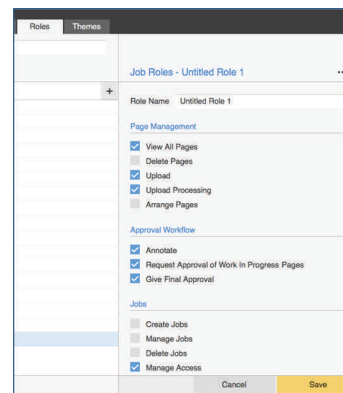 Roles Themes
Job Roles - Untitled Role 1 ...
+
Role Name Untitled Role 1
Page Management
View All Pages
Delete Pages
Upload
Upload Processing
Arrange Pages
Approval Workflow
Annotate
Request Approval of Work In Progress Pages
Give Final Approval
Jobs
Create Jobs
Manage Jobs
Delete Jobs
Manage Access
Cancel Save